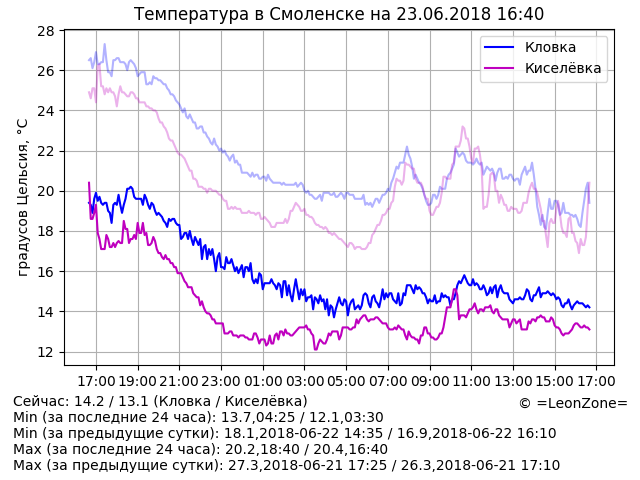 Температура в Смоленске на 23.06.2018 16:40
градусов Цельсия, °C
28
26
24
22
20
18
16
14
12
Кловка
Киселёвка
17:00 19:00 21:00 23:00 01:00 03:00 05:00 07:00 09:00 11:00 13:00 15:00 17:00
Сейчас: 14.2 / 13.1 (Кловка / Киселёвка)
© =LeonZone=
Min (за последние 24 часа): 13.7,04:25 / 12.1,03:30
Min (за предыдущие сутки): 18.1,2018-06-22 14:35 / 16.9,2018-06-22 16:10
Max (за последние 24 часа): 20.2,18:40 / 20.4,16:40
Max (за предыдущие сутки): 27.3,2018-06-21 17:25 / 26.3,2018-06-21 17:10